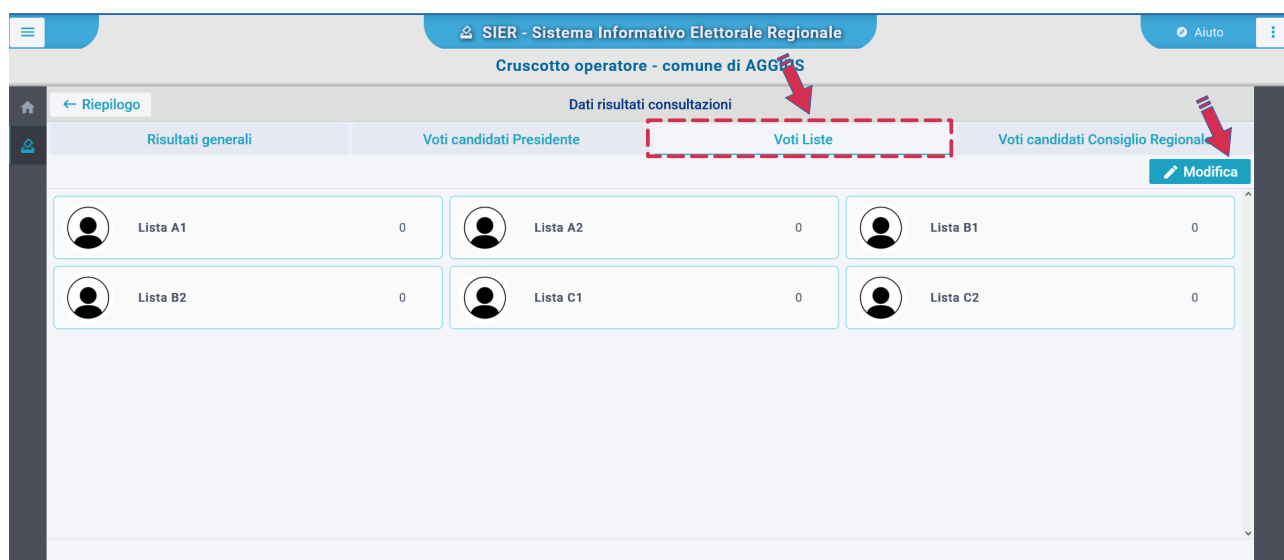 SIER - Sistema Informativo Elettorale Regionale
Aiuto
Cruscotto operatore - comune di
← Riepilogo
Dati risultati consultazioni
Risultati generali
Voti candidati Presidente
Voti Liste
Voti candidati Consiglio Regionale
Modifica
Lista A1 0
Lista A2 0
Lista B1 0
Lista B2 0
Lista C1 0
Lista C2 0